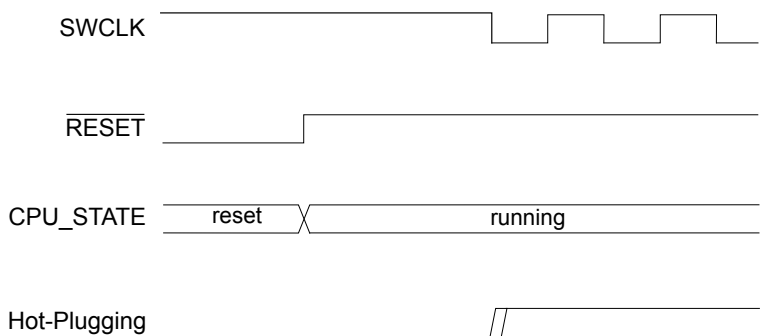 SWCLK
RESET
CPU_STATE reset running
Hot-Plugging